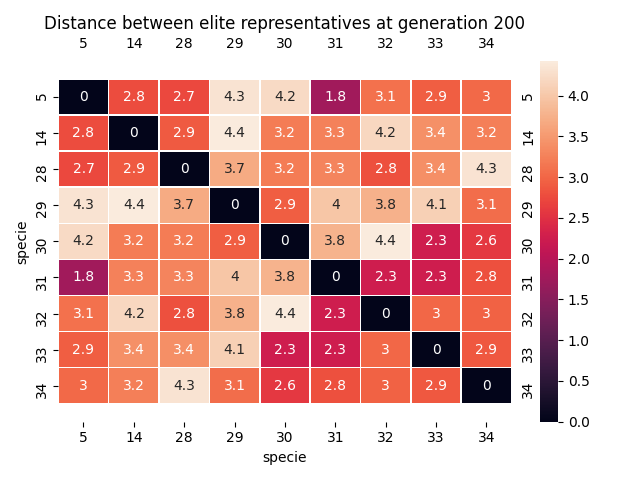 Distance between elite representatives at generation 200
5 14 28 29 30 31 32 33 34
5 0 2.8 2.7 4.3 4.2 1.8 3.1 2.9 3 5
14 2.8 0 2.9 4.4 3.2 3.3 4.2 3.4 3.2 14
28 2.7 2.9 0 3.7 3.2 3.3 2.8 3.4 4.3 28
29 4.3 4.4 3.7 0 2.9 4 3.8 4.1 3.1 29
30 4.2 3.2 3.2 2.9 0 3.8 4.4 2.3 2.6 30
31 1.8 3.3 3.3 4 3.8 0 2.3 2.3 2.8 31
32 3.1 4.2 2.8 3.8 4.4 2.3 0 3 3 32
33 2.9 3.4 3.4 4.1 2.3 2.3 3 0 2.9 33
34 3 3.2 4.3 3.1 2.6 2.8 3 2.9 0 34
5 14 28 29 30 31 32 33 34
specie
specie
4.0
3.5
3.0
2.5
2.0
1.5
1.0
0.5
0.0